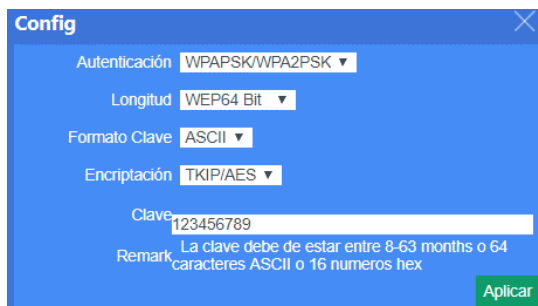 Config
Autenticación WPAPSK/WPA2PSK
Longitud WEP64 Bit
Formato Clave ASCII
Encriptación TKIP/AES
Clave 123456789
Remark La clave debe de estar entre 8-63 months o 64
caracteres ASCII o 16 numeros hex
Aplicar